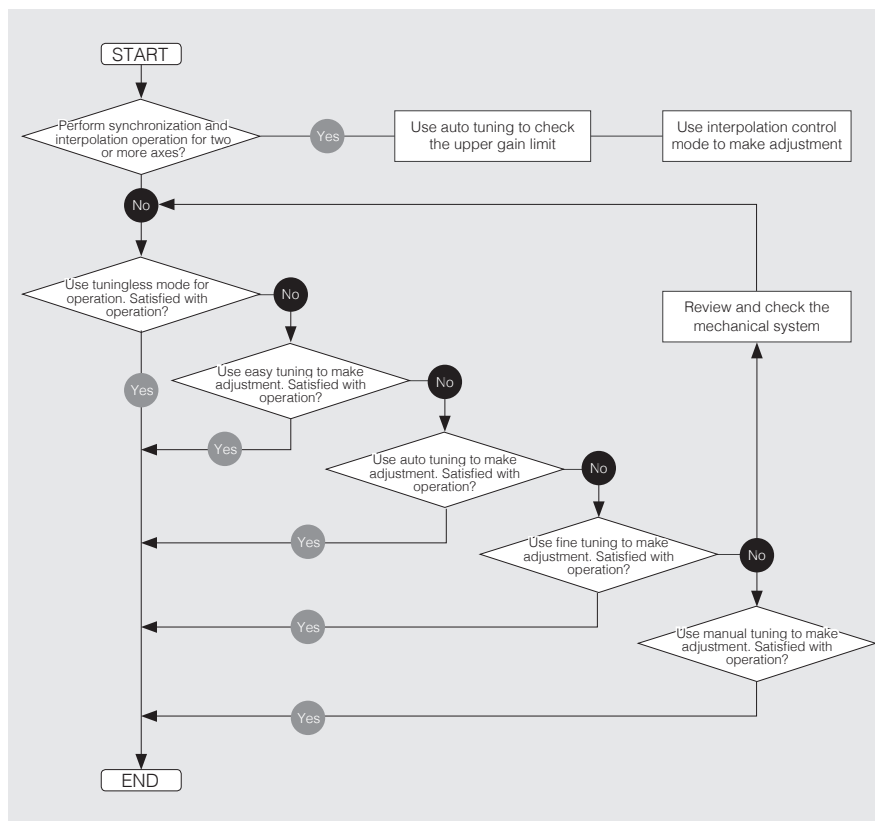 START
Perform synchronization and
interpolation operation for two
or more axes?
Yes
Use auto tuning to check
the upper gain limit
Use interpolation control
mode to make adjustment
No
Use tuningless mode for
operation. Satisfied with
operation?
No
Review and check the
mechanical system
Yes
Use easy tuning to make
adjustment. Satisfied with
operation?
No
Yes
Use auto tuning to make
adjustment. Satisfied with
operation?
No
Yes
Use fine tuning to make
adjustment. Satisfied with
operation?
No
Yes
Use manual tuning to make
adjustment. Satisfied with
operation?
Yes
END